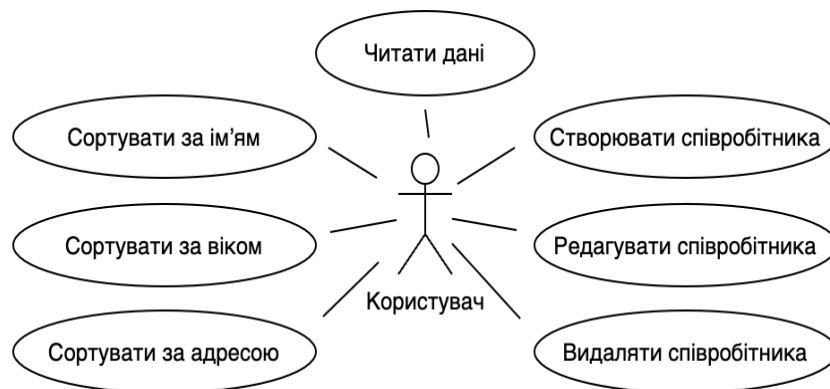 Читати дані
Сортувати за ім’ям
Створювати співробітника
Сортувати за віком
Редагувати співробітника
Користувач
Сортувати за адресою
Видаляти співробітника